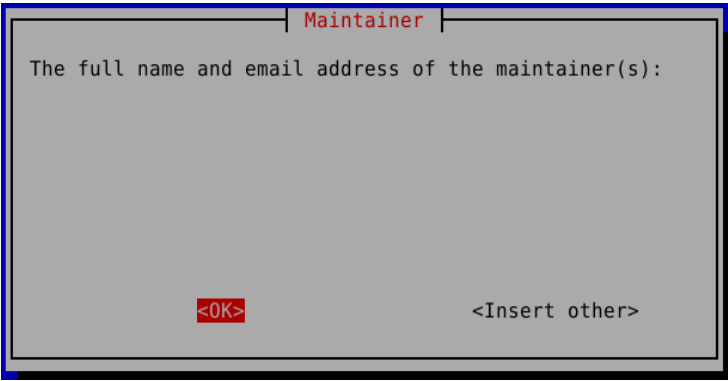 Maintainer
The full name and email address of the maintainer(s):
<OK> <Insert other>